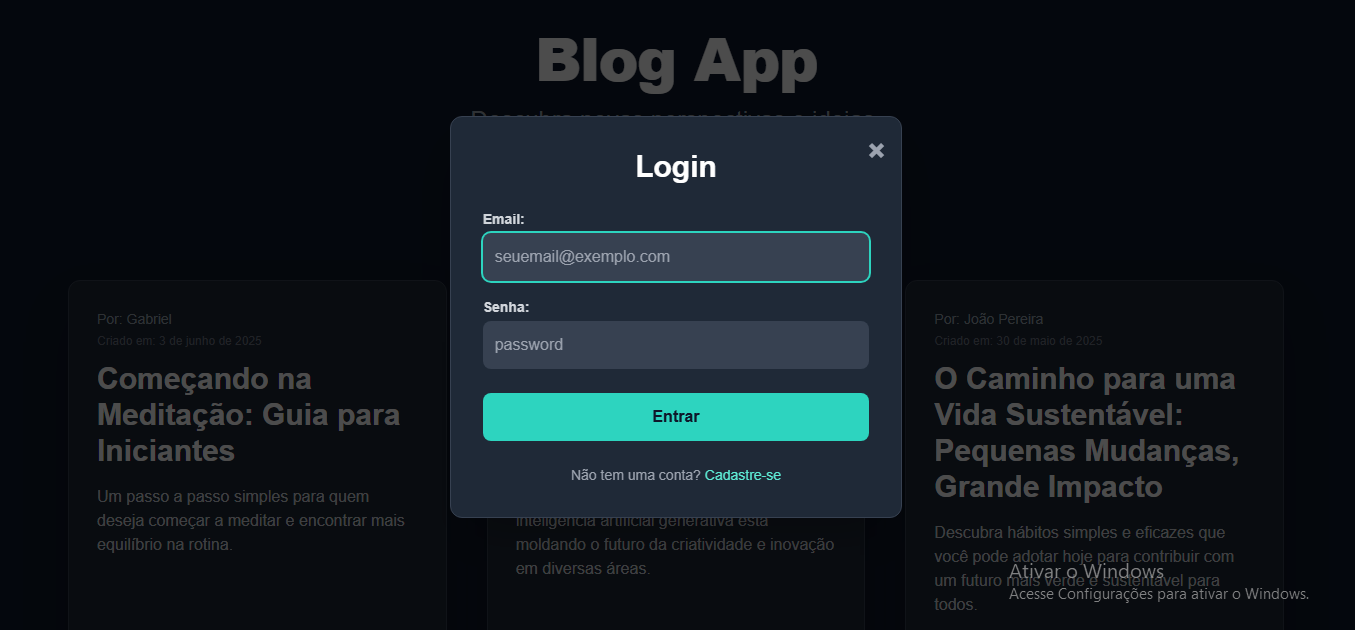 Blog App
Descubra novas perspectivas e ideias
Login
Email:
seuemail@exemplo.com
Senha:
password
Entrar
Não tem uma conta? Cadastre-se
Por: Gabriel
Criado em: 3 de junho de 2025
Começando na
Meditação: Guia para
Iniciantes
Um passo a passo simples para quem
deseja começar a meditar e encontrar mais
equilíbrio na rotina.
inteligência artificial generativa está
moldando o futuro da criatividade e inovação
em diversas áreas.
Por: João Pereira
Criado em: 30 de maio de 2025
O Caminho para uma
Vida Sustentável:
Pequenas Mudanças,
Grande Impacto
Descubra hábitos simples e eficazes que
você pode adotar hoje para contribuir com
um futuro mais verde e sustentável para
todos.
Ativar o Windows
Acesse Configurações para ativar o Windows.